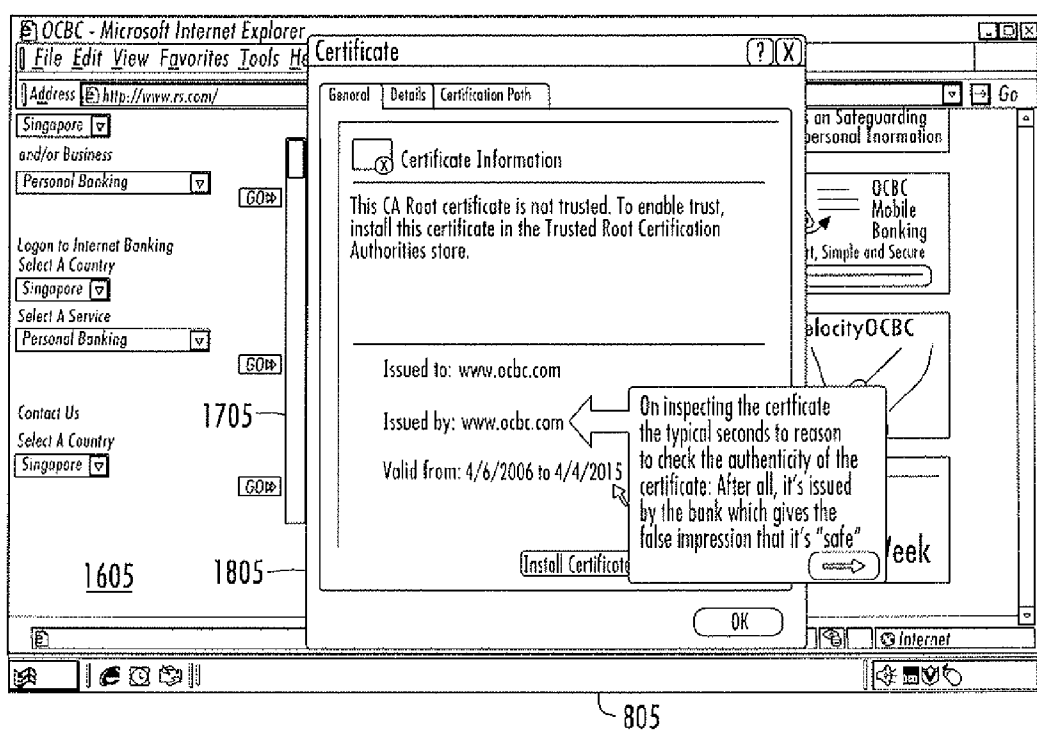 OCBC - Microsoft Internet Explorer
File Edit View Favorites Tools He
Address http://www.rs.com/
Go
Singapore
and/or Business
Personal Banking
GO
Logon to Internet Banking
Select A Country
Singapore
Select A Service
Personal Banking
GO
Contact Us
Select A Country
Singapore
GO
1605
1705
1805
Certificate
? X
General Details Certification Path
Certificate Information
This CA Root certificate is not trusted. To enable trust,
install this certificate in the Trusted Root Certification
Authorities store.
Issued to: www.ocbc.com
Issued by: www.ocbc.com
Valid from: 4/6/2006 to 4/4/2015
Install Certificate
OK
On inspecting the certficate
the typical seconds to reason
to check the authenticity of the
certificate: After all, it's issued
by the bank which gives the
false impression that it's "safe"
an Safeguarding
personal Inormation
OCBC
Mobile
Banking
t, Simple and Secure
elocityOCBC
Week
Internet
805